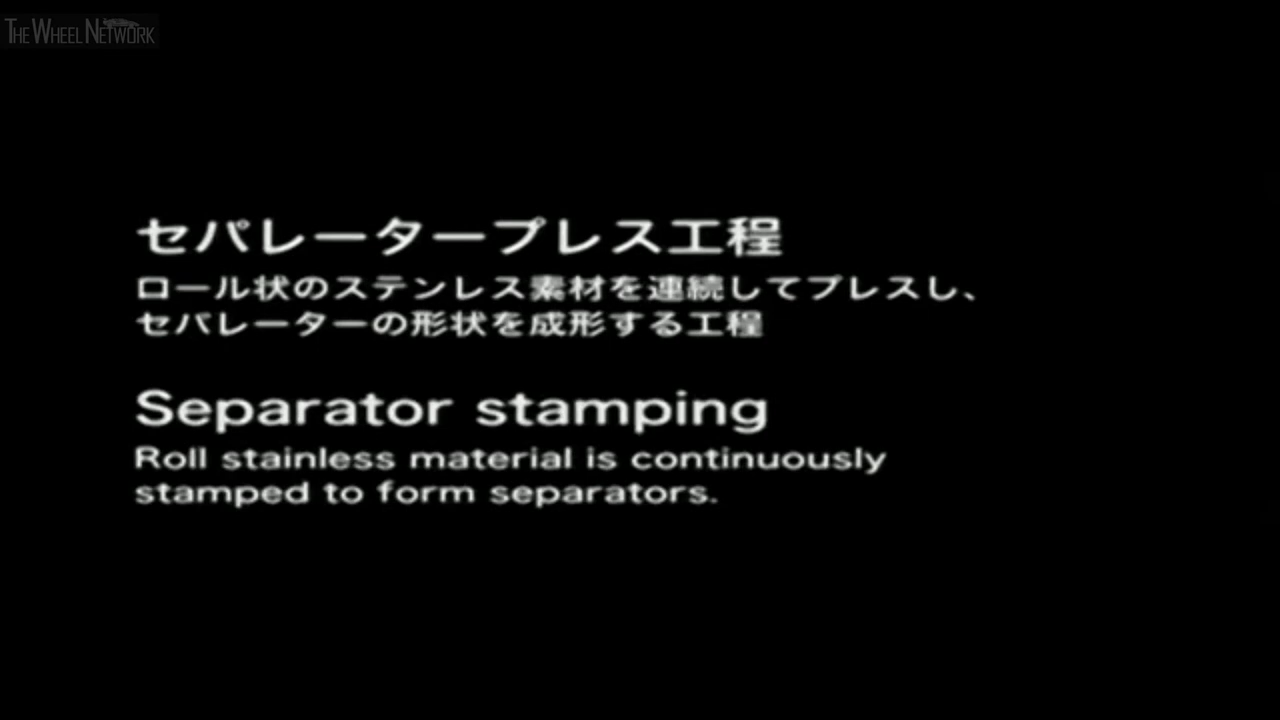 THE WHEEL NETWORK
セパレータープレス工程
ロール状のステンレス素材を連続してプレスし、
セパレーターの形状を成形する工程
Separator stamping
Roll stainless material is continuously
stamped to form separators.